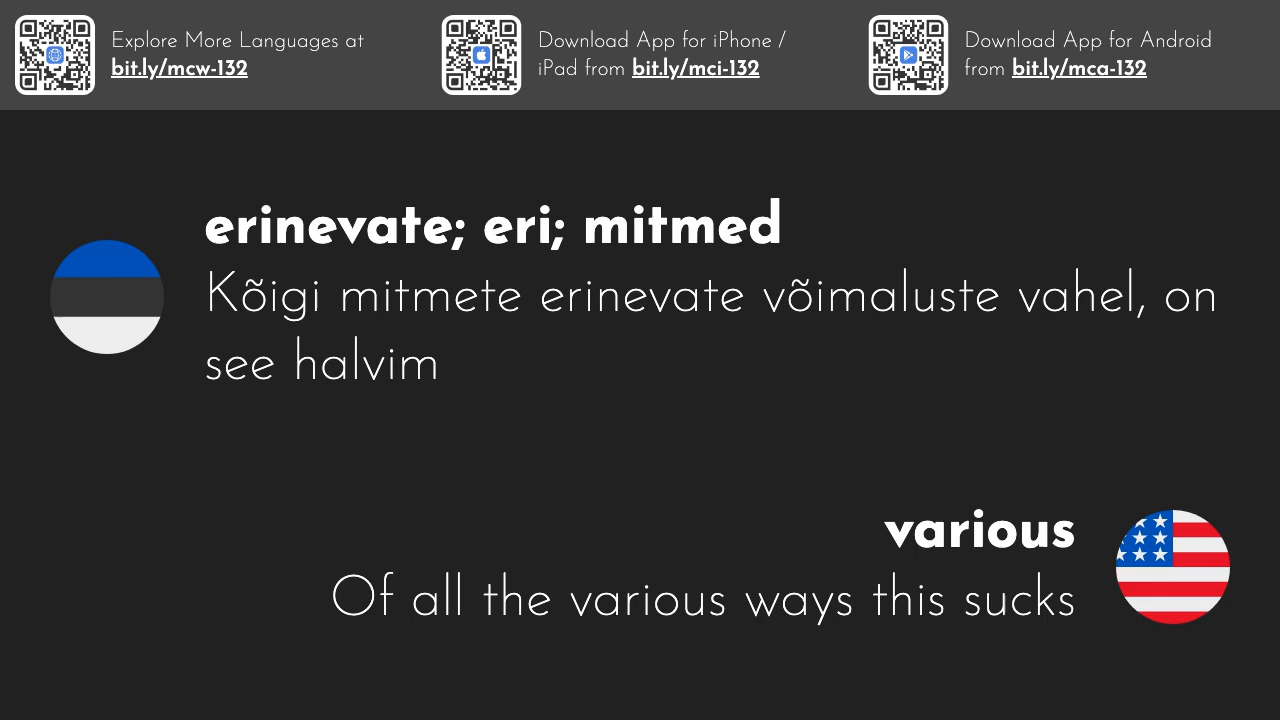 Explore More Languages at
bit.ly/mcw-132
Download App for iPhone /
iPad from bit.ly/mci-132
Download App for Android
from bit.ly/mca-132
erinevate; eri; mitmed
Kõigi mitmete erinevate võimaluste vahel, on
see halvim
various
Of all the various ways this sucks